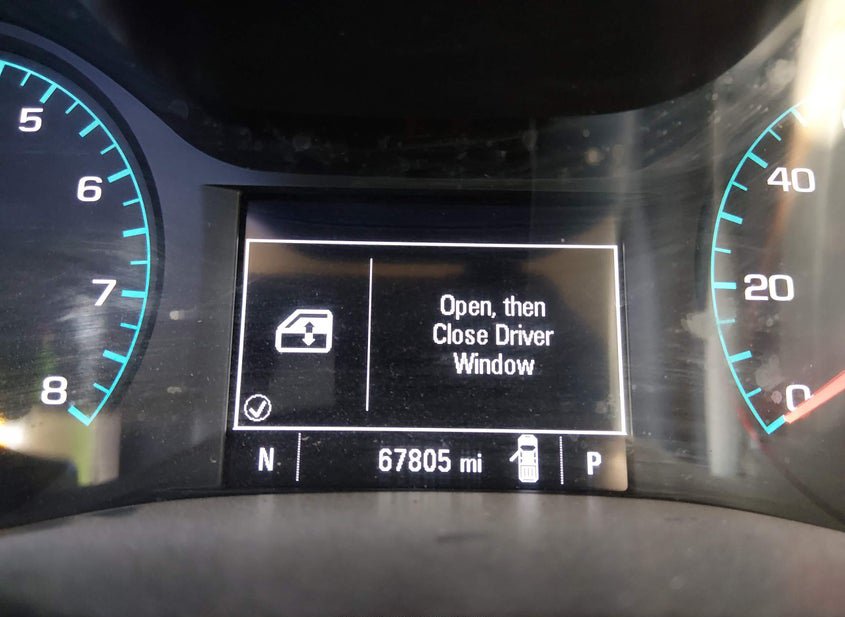 5
6
7
8
Open, then
Close Driver
Window
N
67805 mi
P
40
20
0